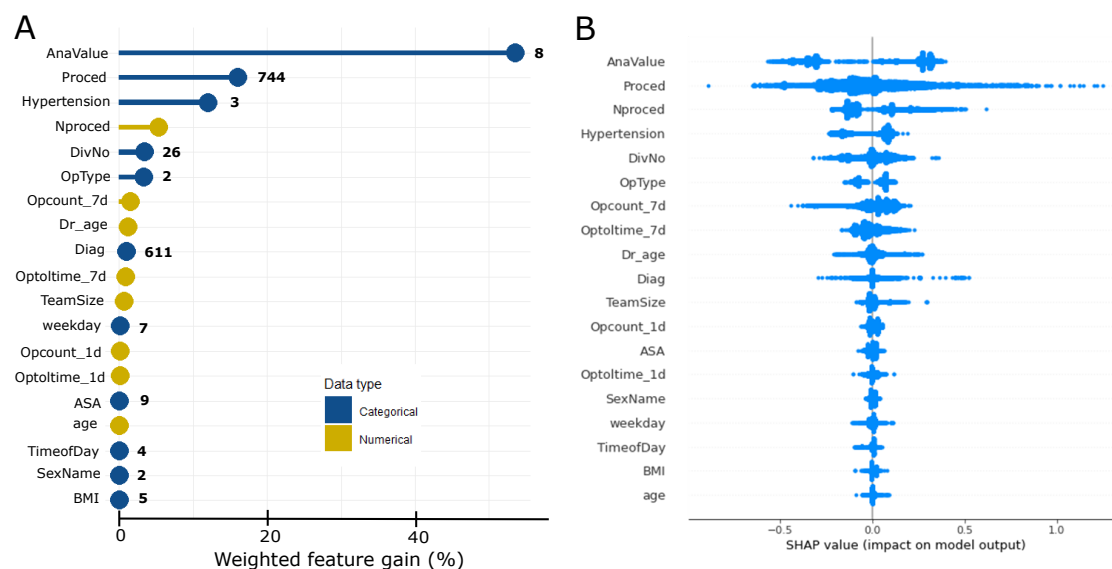 A
AnaValue 8
Proced 744
Hypertension 3
Nproced
DivNo 26
OpType 2
Opcount_7d
Dr_age
Diag 611
Optoltime_7d
TeamSize
weekday 7
Opcount_1d
Optoltime_1d
ASA 9
age
TimeofDay 4
SexName 2
BMI 5
Data type
Categorical
Numerical
0 20 40
Weighted feature gain (%)
B
AnaValue
Proced
Nproced
Hypertension
DivNo
OpType
Opcount_7d
Optoltime_7d
Dr_age
Diag
TeamSize
Opcount_1d
ASA
Optoltime_1d
SexName
weekday
TimeofDay
BMI
age
−0.5 0.0 0.5 1.0
SHAP value (impact on model output)